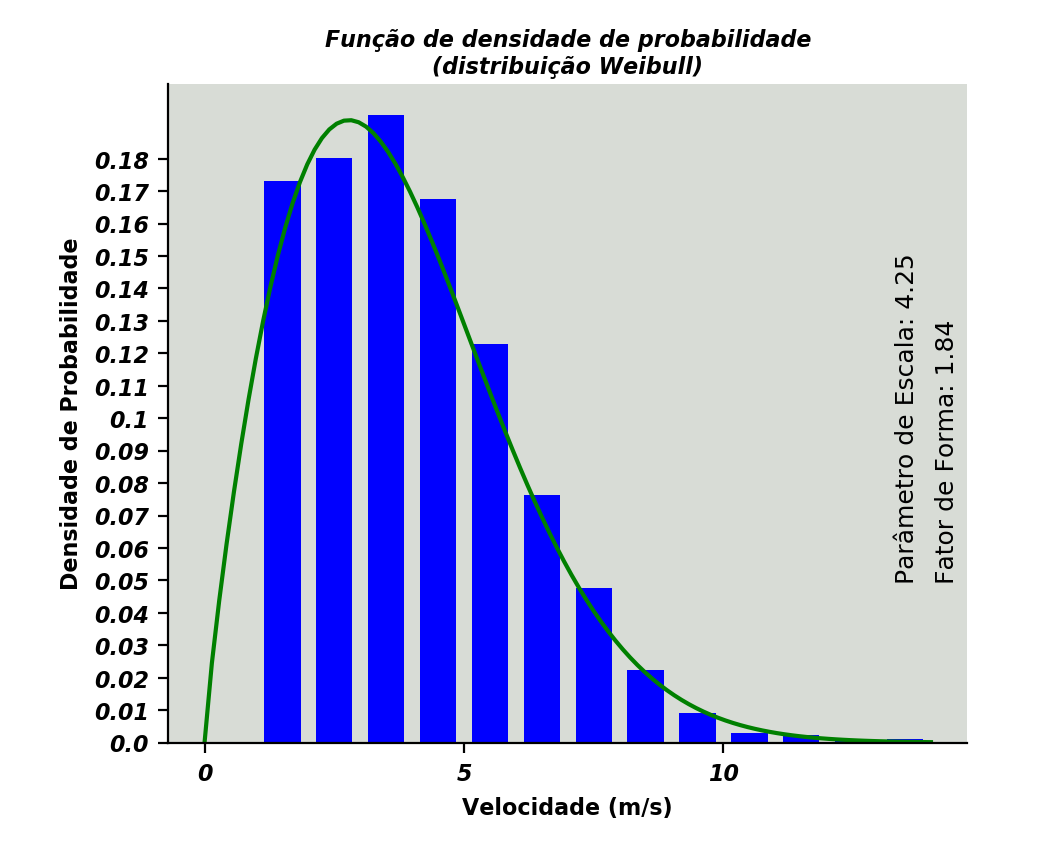 Função de densidade de probabilidade
(distribuição Weibull)
Densidade de Probabilidade
0.18
0.17
0.16
0.15
0.14
0.13
0.12
0.11
0.1
0.09
0.08
0.07
0.06
0.05
0.04
0.03
0.02
0.01
0.0
Parâmetro de Escala: 4.25
Fator de Forma: 1.84
0 5 10
Velocidade (m/s)